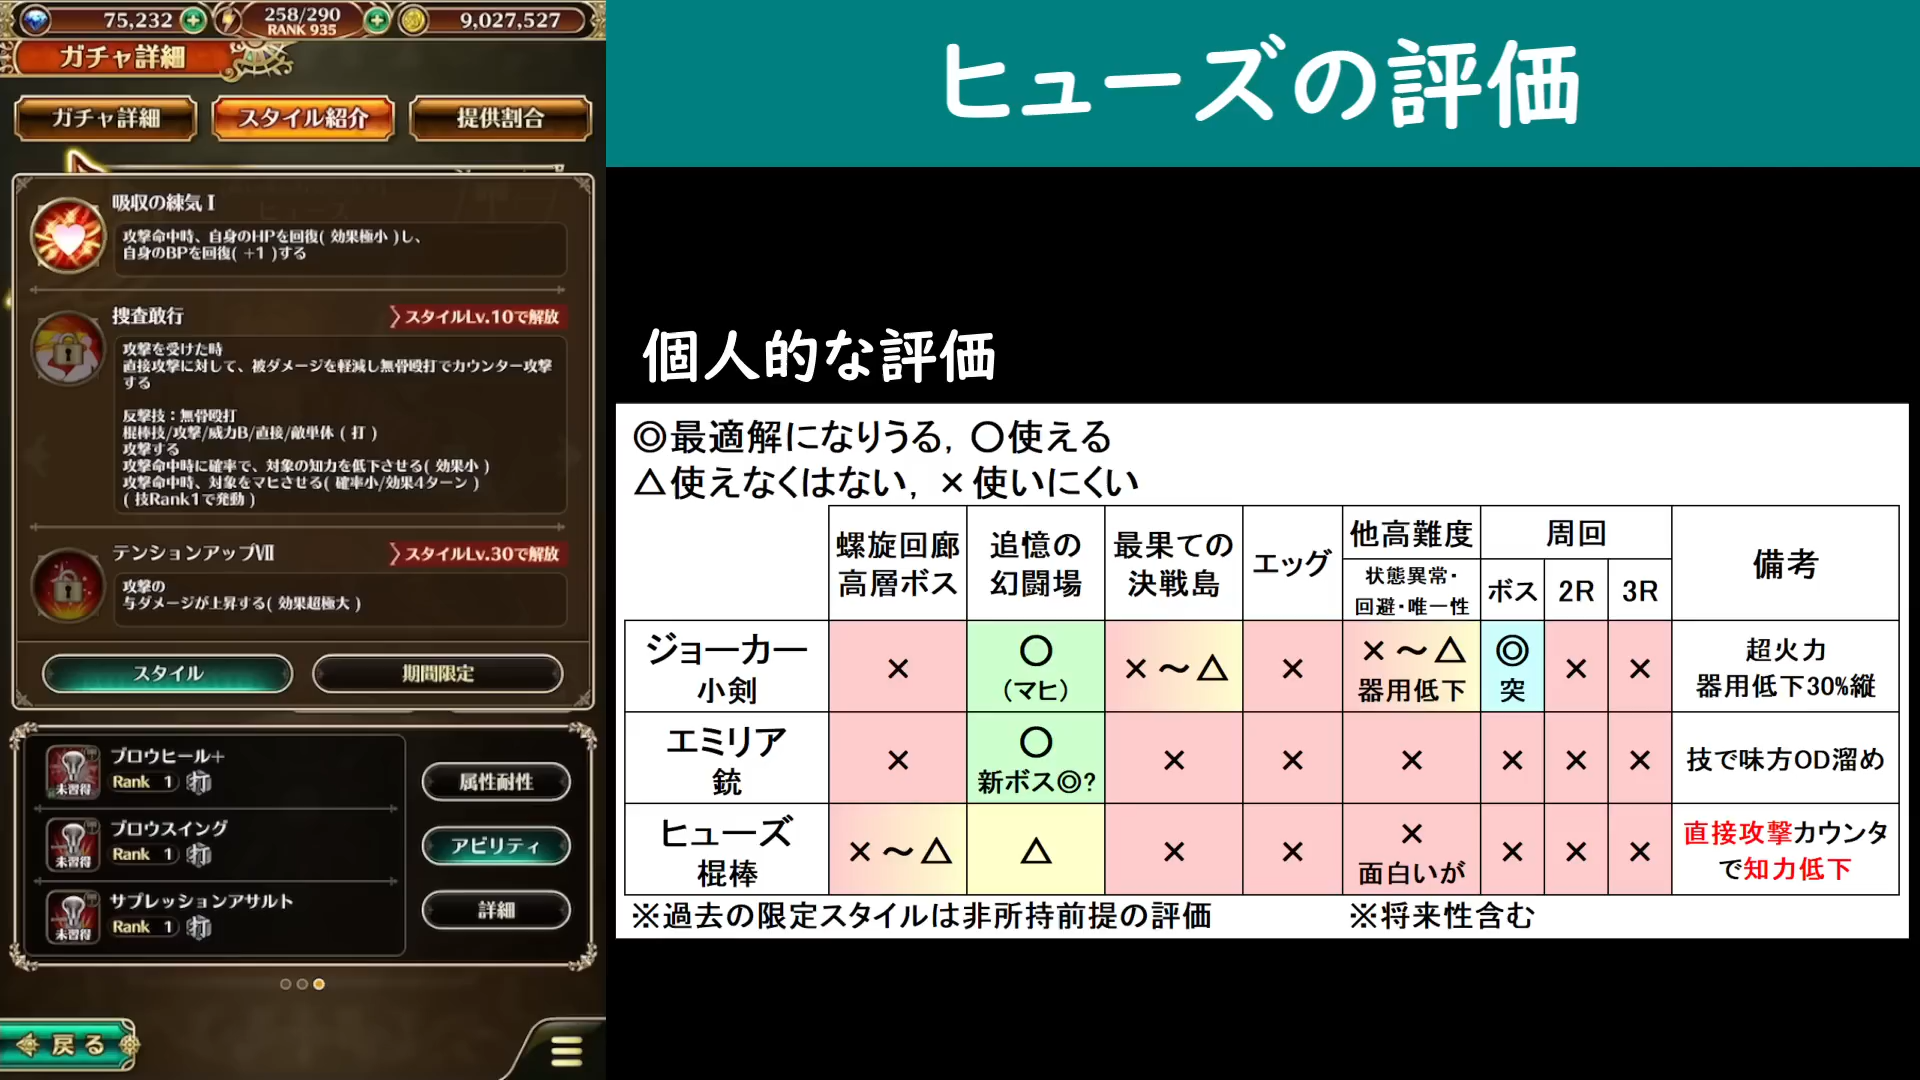 75,232
258/290
RANK 935
9,027,527
ガチャ詳細
ガチャ詳細
スタイル紹介
提供割合
吸収の練気Ⅰ
攻撃命中時、自身のHPを回復( 効果極小 )し、
自身のBPを回復( +1 )する
捜査敢行
スタイルLv.10で解放
攻撃を受けた時
直接攻撃に対して、被ダメージを軽減し無骨殴打でカウンター攻撃
する
反撃技：無骨殴打
棍棒技/攻撃/威力B/直接/敵単体 ( 打 )
攻撃する
攻撃命中時に確率で、対象の知力を低下させる( 効果小 )
攻撃命中時、対象をマヒさせる( 確率小/効果4ターン )
( 技Rank1で発動 )
テンションアップⅦ
スタイルLv.30で解放
攻撃の
与ダメージが上昇する( 効果超極大 )
スタイル
期間限定
ブロウヒール+
未習得
Rank 1 打
ブロウスイング
未習得
Rank 1 打
サプレッションアサルト
未習得
Rank 1 打
属性耐性
アビリティ
詳細
戻る
ヒューズの評価
個人的な評価
◎最適解になりうる, 〇使える
△使えなくはない, ×使いにくい
螺旋回廊
高層ボス
追憶の
幻闘場
最果ての
決戦島
エッグ
他高難度
状態異常・
回避・唯一性
周回
ボス
2R
3R
備考
ジョーカー
小剣
×
〇
（マヒ）
×～△
×
×～△
器用低下
◎
突
×
×
超火力
器用低下30%縦
エミリア
銃
×
〇
新ボス◎?
×
×
×
×
×
×
技で味方OD溜め
ヒューズ
棍棒
×～△
△
×
×
×
面白いが
×
×
×
直接攻撃カウンタ
で知力低下
※過去の限定スタイルは非所持前提の評価
※将来性含む